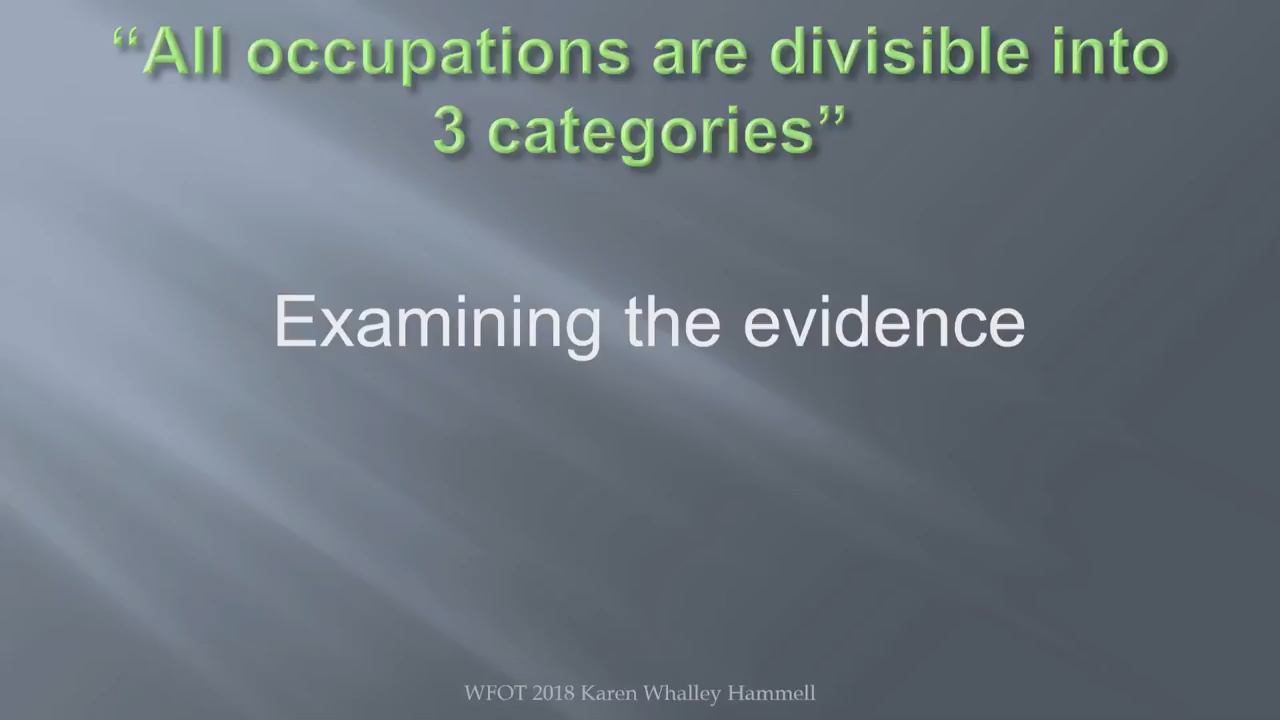 “All occupations are divisible into
3 categories”
Examining the evidence
WFOT 2018 Karen Whalley Hammell